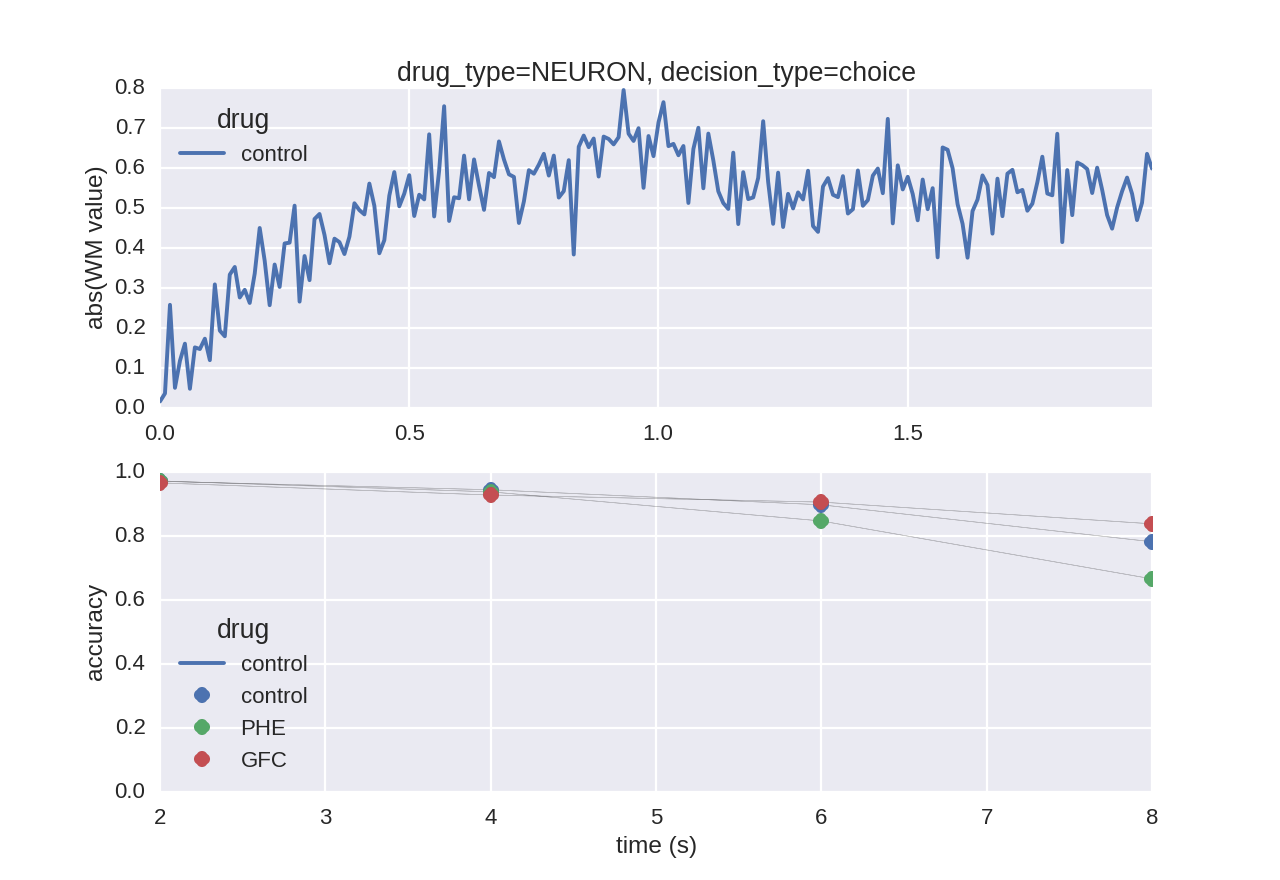 drug_type=NEURON, decision_type=choice
0.8
0.7
0.6
0.5
0.4
0.3
0.2
0.1
0.0
abs(WM value)
drug
control
0.0 0.5 1.0 1.5
1.0
0.8
0.6
0.4
0.2
0.0
accuracy
drug
control
control
PHE
GFC
2 3 4 5 6 7 8
time (s)